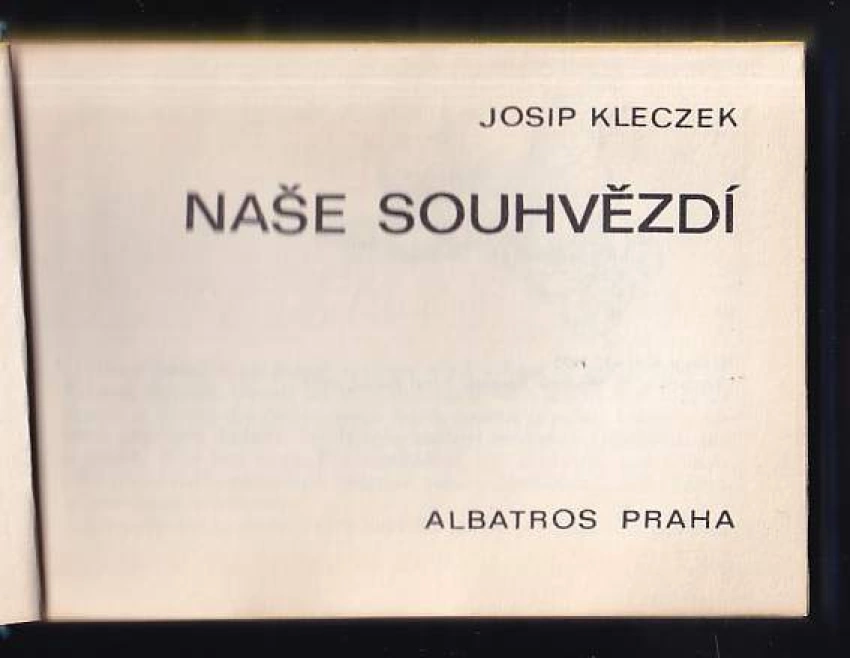 JOSIP KLECZEK
NAŠE SOUHVĚZDÍ
ALBATROS PRAHA